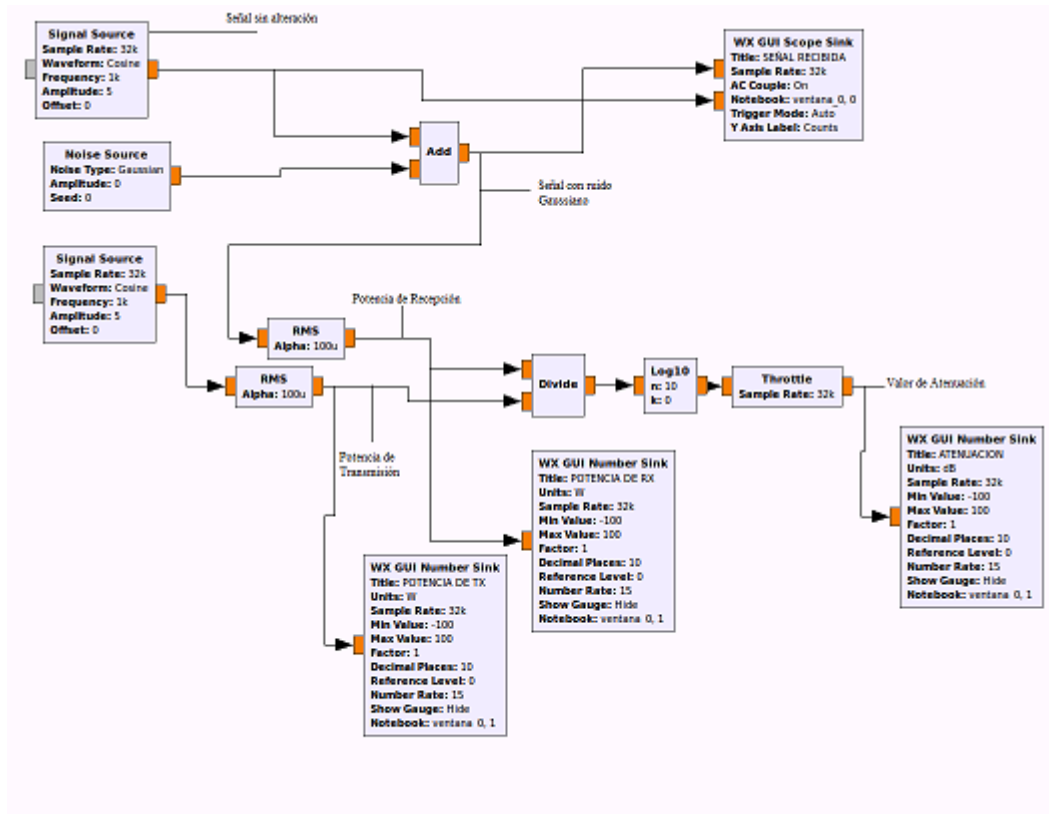 Señal sin alteración
Signal Source
Sample Rate: 32k
Waveform: Cosine
Frequency: 1k
Amplitude: 5
Offset: 0
WX GUI Scope Sink
Title: SEÑAL RECIBIDA
Sample Rate: 32k
AC Couple: On
Notebook: ventana_0, 0
Trigger Mode: Auto
Y Axis Label: Counts
Add
Noise Source
Noise Type: Gaussian
Amplitude: 0
Seed: 0
Señal con ruido
Gaussiano
Signal Source
Sample Rate: 32k
Waveform: Cosine
Frequency: 1k
Amplitude: 5
Offset: 0
Potencia de Recepción
RMS
Alpha: 100u
RMS
Alpha: 100u
Divide
Log10
n: 10
k: 0
Throttle
Sample Rate: 32k
Valor de Atenuación
Potencia de
Transmisión
WX GUI Number Sink
Title: ATENUACION
Units: dB
Sample Rate: 32k
Min Value: -100
Max Value: 100
Factor: 1
Decimal Places: 10
Reference Level: 0
Number Rate: 15
Show Gauge: Hide
Notebook: ventana_0, 1
WX GUI Number Sink
Title: POTENCIA DE RX
Units: W
Sample Rate: 32k
Min Value: -100
Max Value: 100
Factor: 1
Decimal Places: 10
Reference Level: 0
Number Rate: 15
Show Gauge: Hide
Notebook: ventana_0, 1
WX GUI Number Sink
Title: POTENCIA DE TX
Units: W
Sample Rate: 32k
Min Value: -100
Max Value: 100
Factor: 1
Decimal Places: 10
Reference Level: 0
Number Rate: 15
Show Gauge: Hide
Notebook: ventana_0, 1